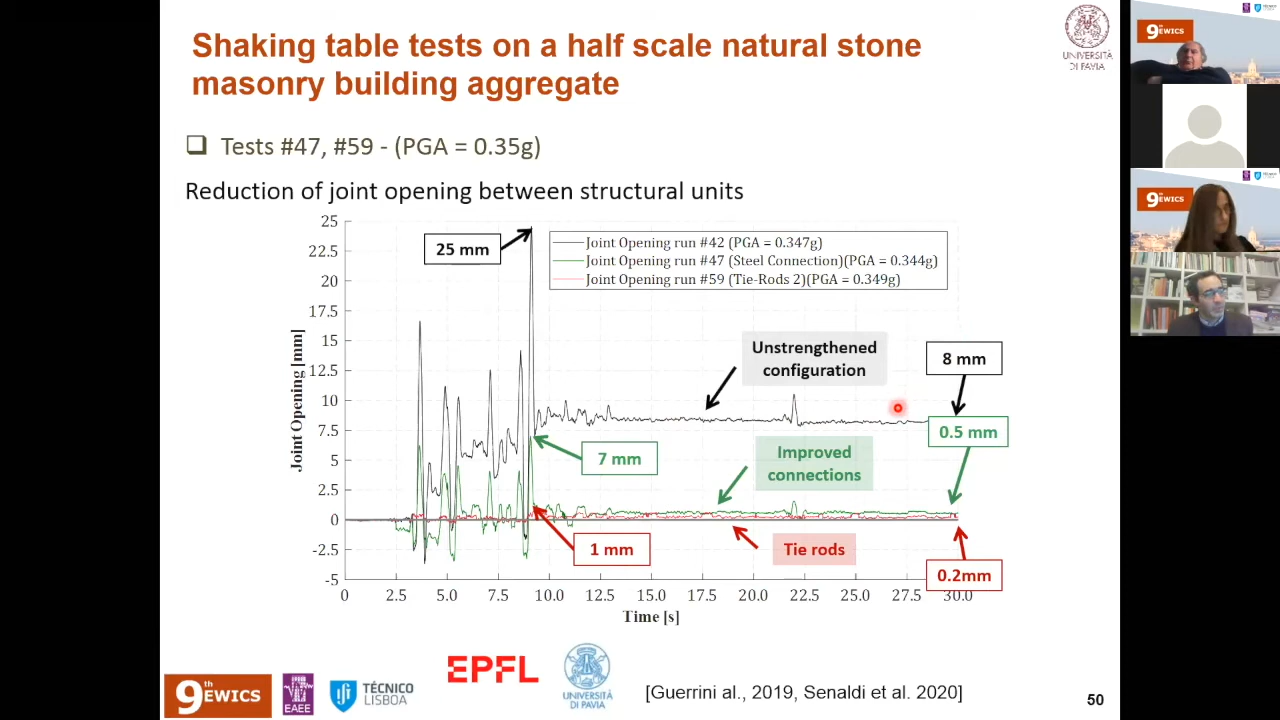 Shaking table tests on a half scale natural stone
masonry building aggregate
UNIVERSITÀ
DI PAVIA
Tests #47, #59 - (PGA = 0.35g)
Reduction of joint opening between structural units
25
22.5
20
17.5
15
12.5
10
7.5
5
2.5
0
-2.5
-5
Joint Opening [mm]
25 mm
Joint Opening run #42 (PGA = 0.347g)
Joint Opening run #47 (Steel Connection)(PGA = 0.344g)
Joint Opening run #59 (Tie-Rods 2)(PGA = 0.349g)
Unstrengthened
configuration
8 mm
0.5 mm
7 mm
Improved
connections
1 mm
Tie rods
0.2mm
0 2.5 5.0 7.5 10.0 12.5 15.0 17.5 20.0 22.5 25.0 27.5 30.0
Time [s]
9th EWICS
EAEE
TÉCNICO
LISBOA
EPFL
UNIVERSITÀ
DI PAVIA
[Guerrini al., 2019, Senaldi et al. 2020]
50
9th EWICS
9th EWICS